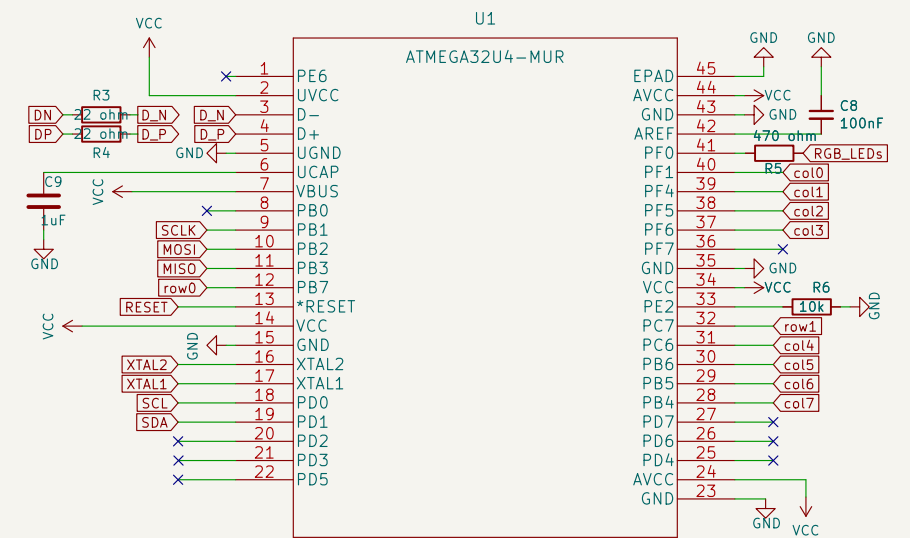 U1
ATMEGA32U4-MUR
VCC
R3
DN
22 ohm
D_N
D_N
DP
22 ohm
D_P
D_P
R4
GND
C9
1uF
GND
VCC
SCLK
MOSI
MISO
row0
RESET
VCC
GND
XTAL2
XTAL1
SCL
SDA
1 PE6
2 UVCC
3 D-
4 D+
5 UGND
6 UCAP
7 VBUS
8 PB0
9 PB1
10 PB2
11 PB3
12 PB7
13 *RESET
14 VCC
15 GND
16 XTAL2
17 XTAL1
18 PD0
19 PD1
20 PD2
21 PD3
22 PD5
EPAD 45
AVCC 44
GND 43
AREF 42
PF0 41
PF1 40
PF4 39
PF5 38
PF6 37
PF7 36
GND 35
VCC 34
PE2 33
PC7 32
PC6 31
PB6 30
PB5 29
PB4 28
PD7 27
PD6 26
PD4 25
AVCC 24
GND 23
GND
GND
VCC
GND
C8
100nF
470 ohm
RGB_LEDs
R5
col0
col1
col2
col3
GND
VCC
R6
10k
GND
row1
col4
col5
col6
col7
GND
VCC